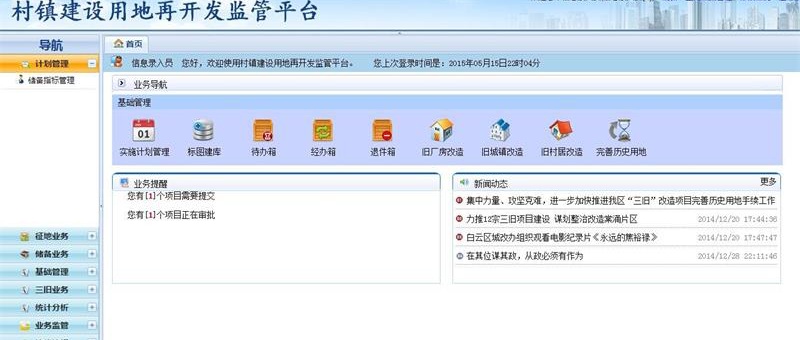 村镇建设用地再开发监管平台
导航
首页
计划管理
信息录入员 您好，欢迎使用村镇建设用地再开发监管平台。 您上次登录时间是：2015年05月15日22时04分
储备指标管理
业务导航
基础管理
01
实施计划管理 标图建库 待办箱 经办箱 退件箱 旧厂房改造 旧城镇改造 旧村居改造 完善历史用地
业务提醒
您有[1]个项目需要提交
您有[1]个项目正在审批
新闻动态 更多
集中力量、攻坚克难，进一步加快推进我区“三旧”改造项目完善历史用地手续工作
力推12宗三旧项目建设 谋划整治改造棠涌片区 2014/12/20 17:44:36
白云区城改办组织观看电影纪录片《永远的焦裕禄》 2014/12/20 17:47:47
在其位谋其政，从政必须有作为 2014/12/28 22:11:46
征地业务
储备业务
基础管理
三旧业务
统计分析
业务监管